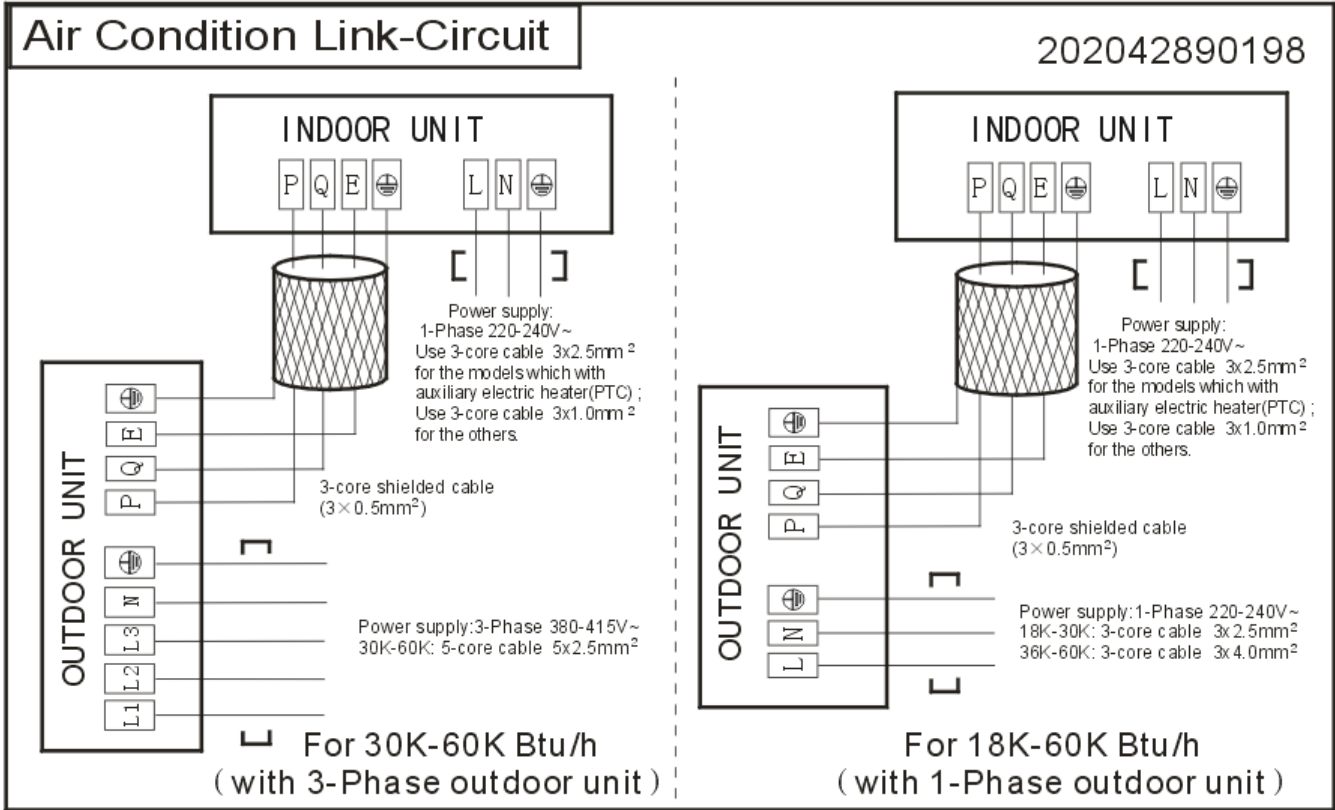 Air Condition Link-Circuit
202042890198
INDOOR UNIT
P Q E L N
Power supply:
1-Phase 220-240V~
Use 3-core cable 3x2.5mm²
for the models which with
auxiliary electric heater(PTC) ;
Use 3-core cable 3x1.0mm²
for the others.
OUTDOOR UNIT
E
Q
P
N
L3
L2
L1
3-core shielded cable
(3×0.5mm²)
Power supply:3-Phase 380-415V~
30K-60K: 5-core cable 5x2.5mm²
For 30K-60K Btu/h
(with 3-Phase outdoor unit)
INDOOR UNIT
P Q E L N
Power supply:
1-Phase 220-240V~
Use 3-core cable 3x2.5mm²
for the models which with
auxiliary electric heater(PTC) ;
Use 3-core cable 3x1.0mm²
for the others.
OUTDOOR UNIT
E
Q
P
N
L
3-core shielded cable
(3×0.5mm²)
Power supply:1-Phase 220-240V~
18K-30K: 3-core cable 3x2.5mm²
36K-60K: 3-core cable 3x4.0mm²
For 18K-60K Btu/h
(with 1-Phase outdoor unit)